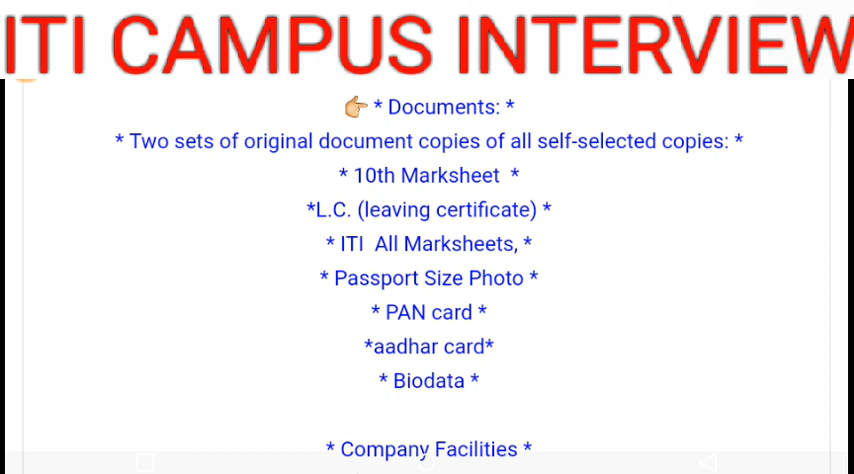 ITI CAMPUS INTERVIEW
👉 * Documents: *
* Two sets of original document copies of all self-selected copies: *
* 10th Marksheet *
*L.C. (leaving certificate) *
* ITI All Marksheets, *
* Passport Size Photo *
* PAN card *
*aadhar card*
* Biodata *
* Company Facilities *